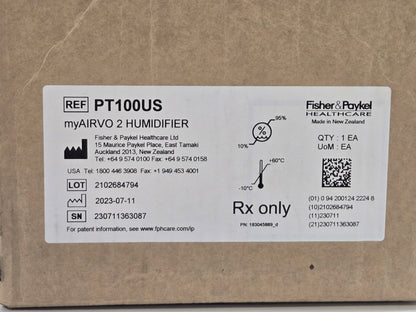 REF PT100US
myAIRVO 2 HUMIDIFIER
Fisher & Paykel Healthcare Ltd
15 Maurice Paykel Place, East Tamaki
Auckland 2013, New Zealand
Tel: +64 9 574 0100 Fax: +64 9 574 0158
USA Tel: 1800 446 3908 Fax: +1 949 453 4001
LOT 2102684794
2023-07-11
SN 230711363087
For patent information, see www.fphcare.com/ip
95%
%
10%
+60°C
-10°C
Rx only
PN: 183045889_d
Fisher & Paykel
HEALTHCARE
Made in New Zealand
QTY : 1 EA
UoM : EA
(01) 0 94 200124 2224 8
(10)2102684794
(11)230711
(21)230711363087